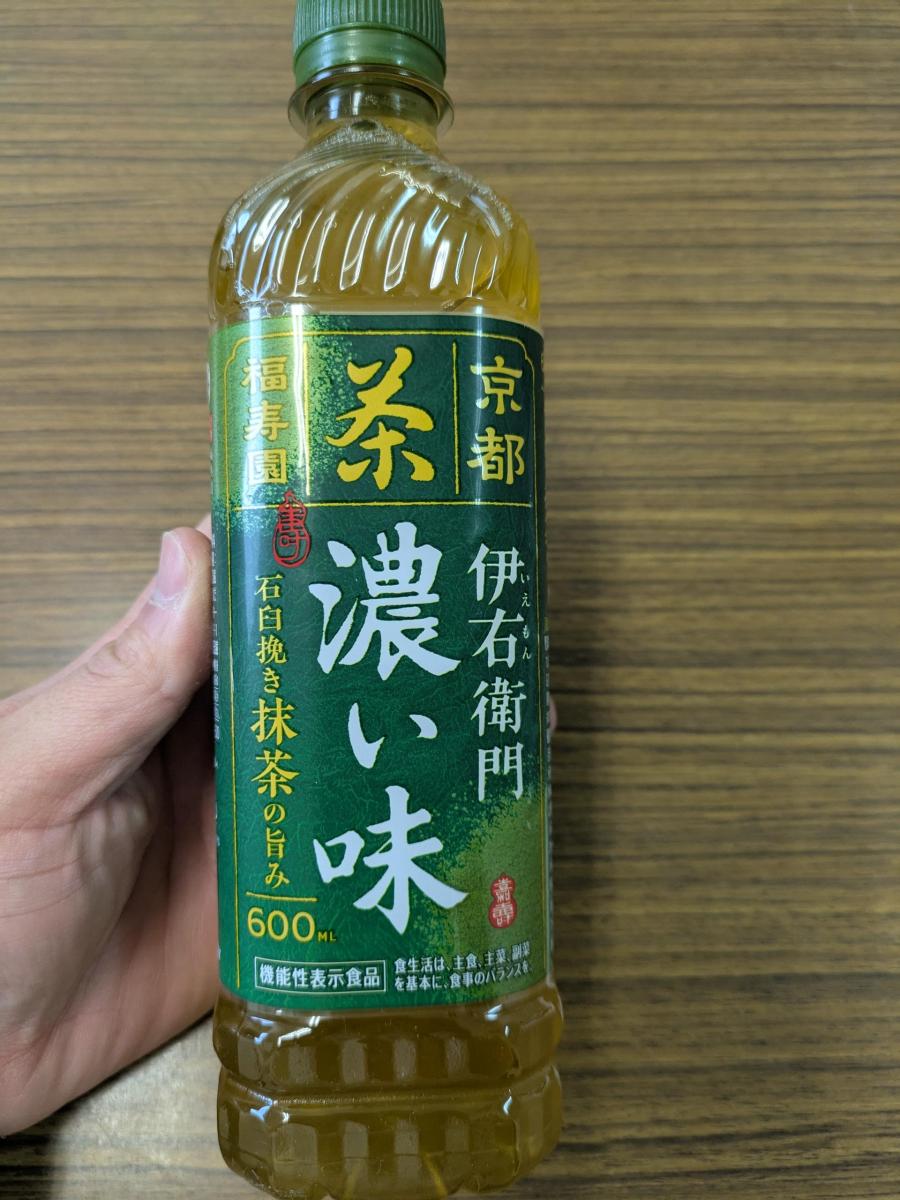 京都
茶
福寿園
伊右衛門
いえもん
濃い味
石臼挽き抹茶の旨み
600ML
機能性表示食品
食生活は、主食、主菜、副菜
を基本に、食事のバランスを。